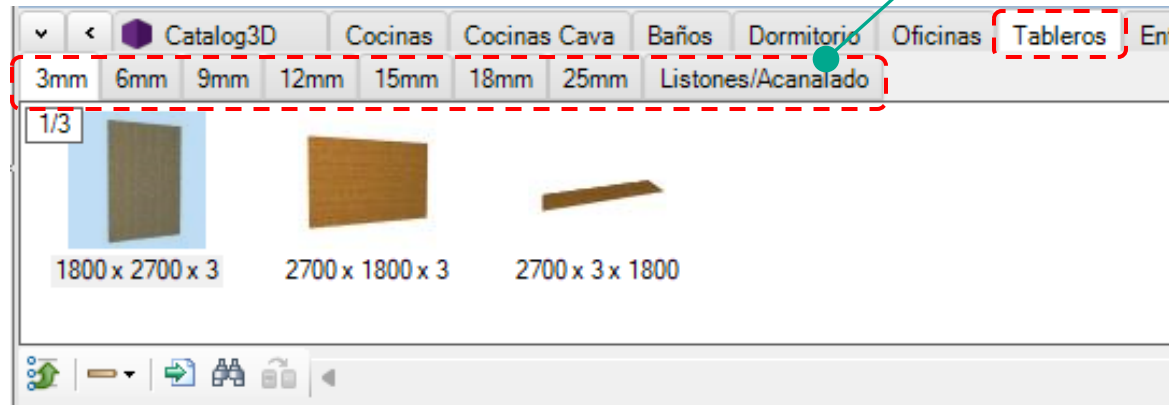 Catalog3D Cocinas Cocinas Cava Baños Dormitorio Oficinas Tableros
3mm 6mm 9mm 12mm 15mm 18mm 25mm Listones/Acanalado
1/3
1800 x 2700 x 3 2700 x 1800 x 3 2700 x 3 x 1800